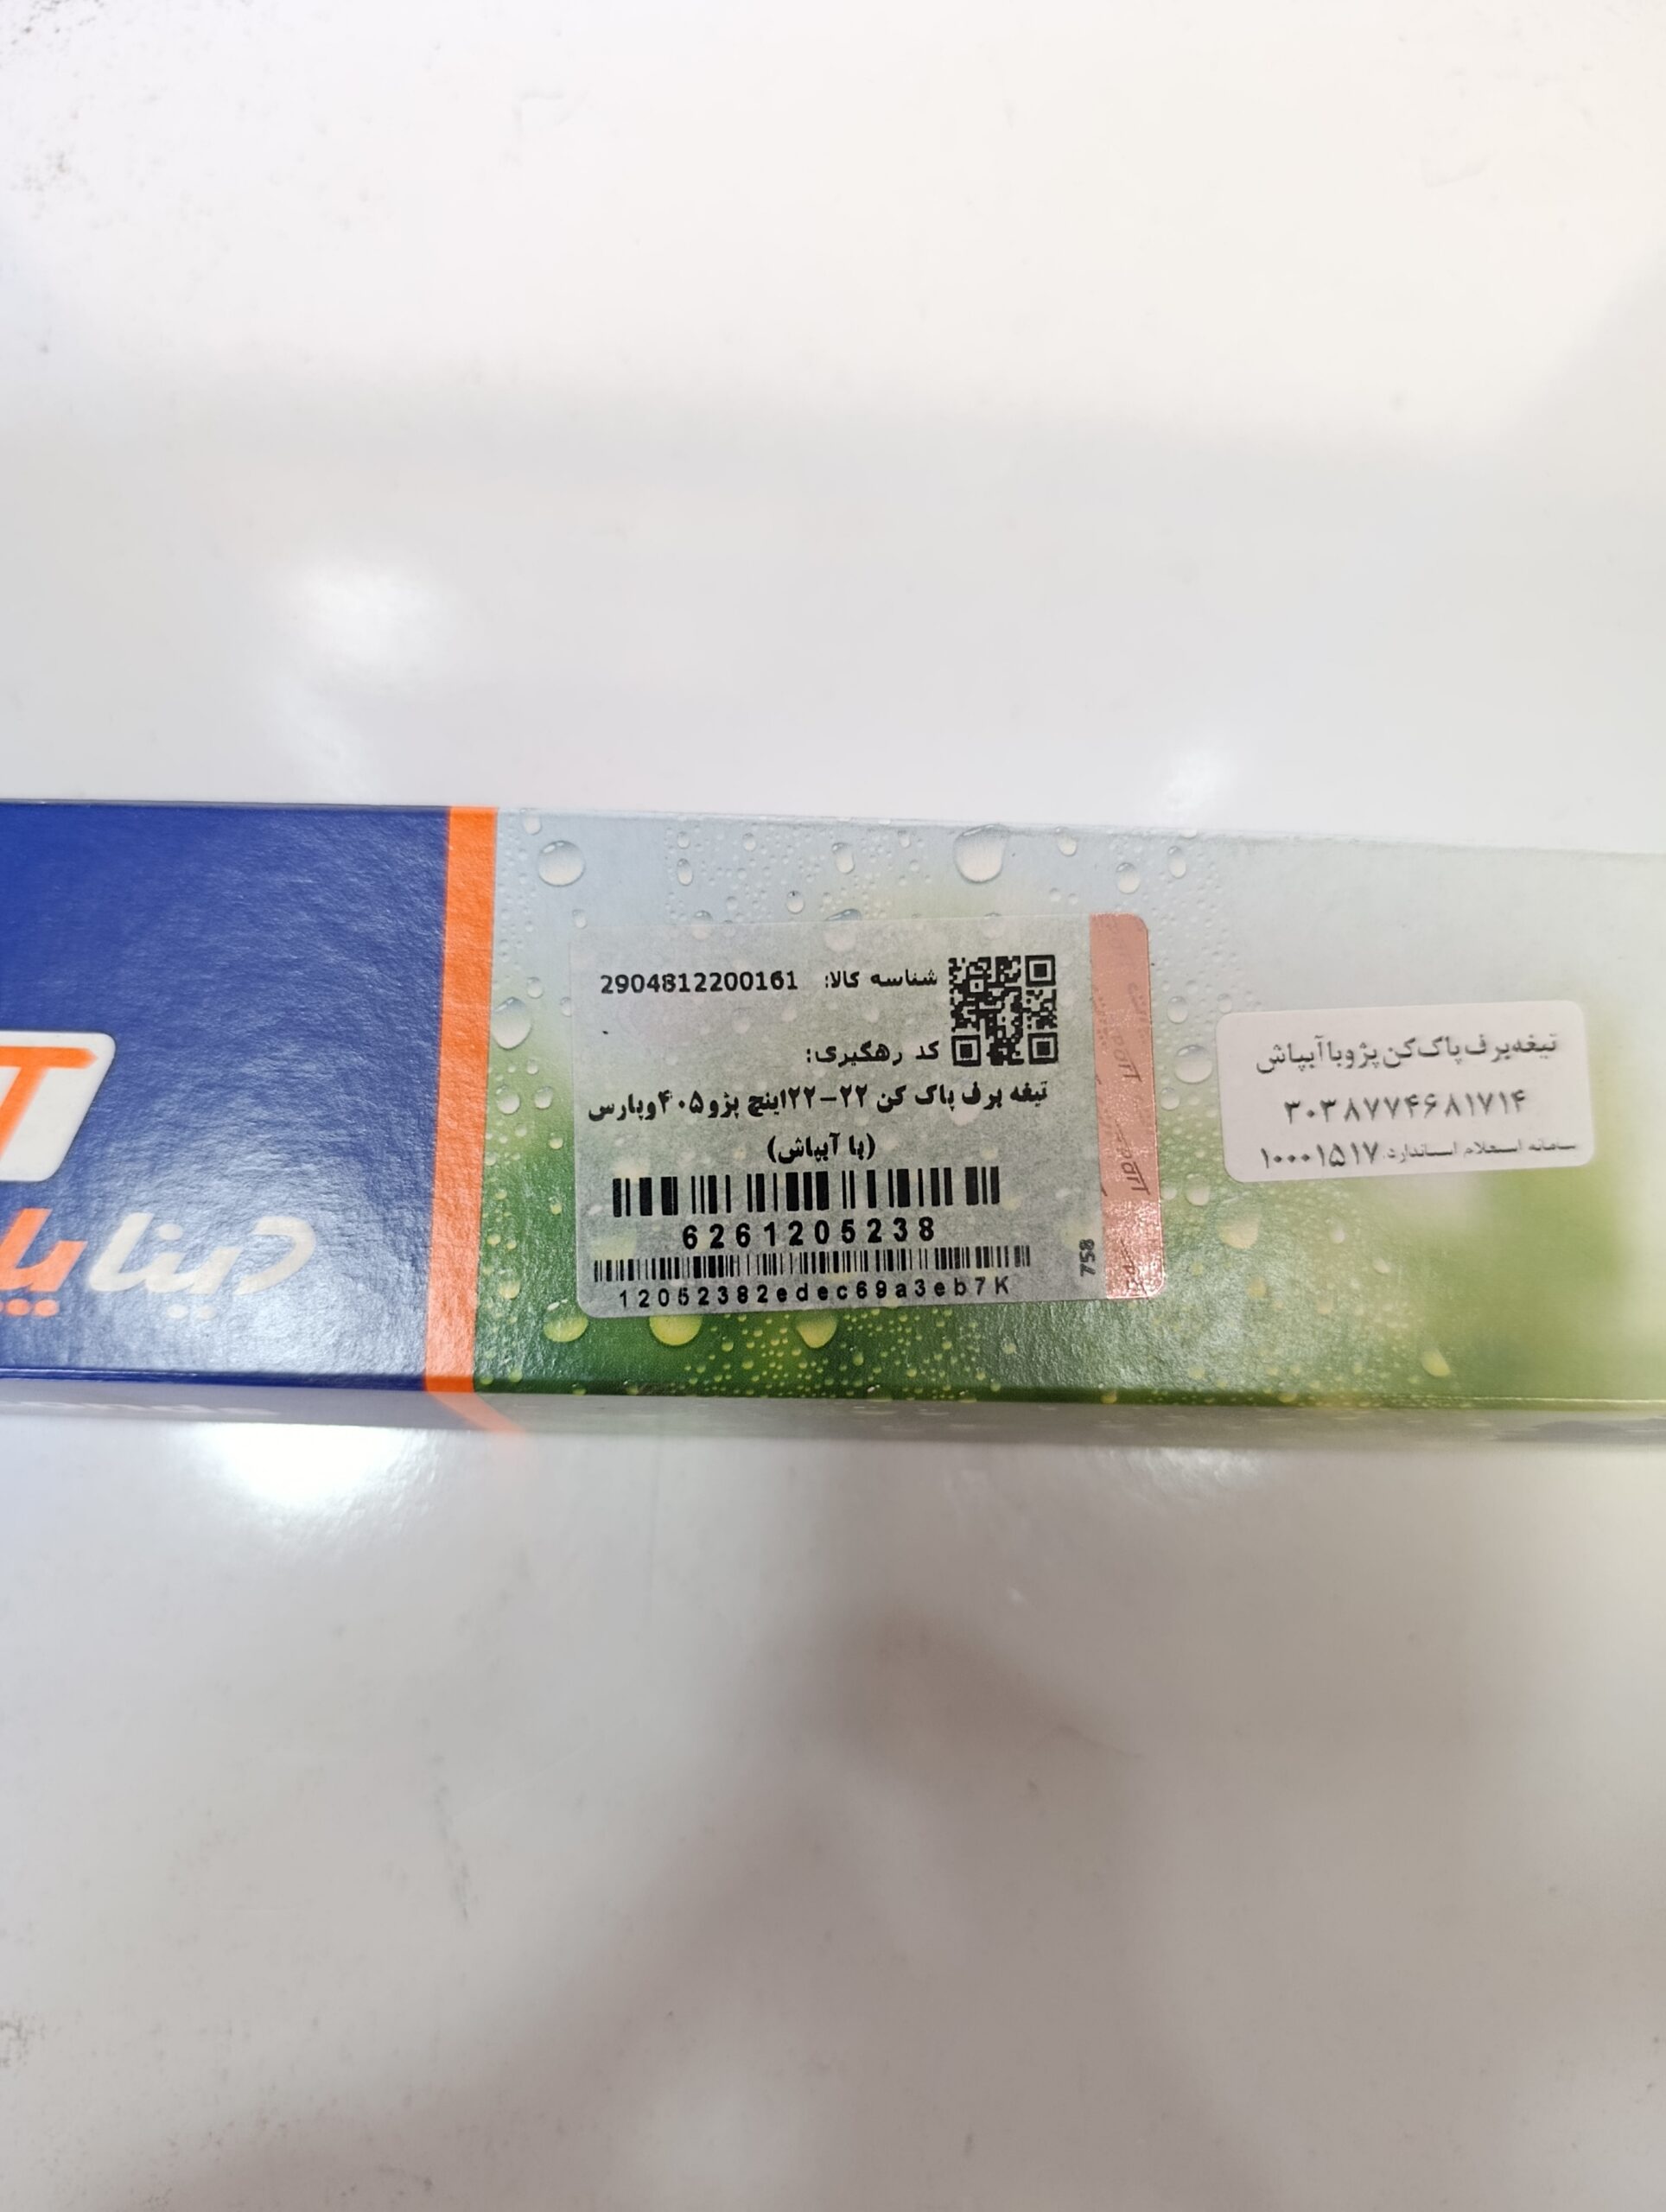 دینا پا
شناسه کالا: 2904812200161
کد رهگیری:
تیغه برف پاک کن ۲۲-۲۲اینچ پژو۴۰۵وپارس
(با آبپاش)
6261205238
12052382edec69a3eb7K
758
تیغه برف پاک کن پژو با آبپاش
۳۰۳۸۷۷۴۶۸۱۷۱۴
سامانه استعلام استاندارد: ۱۰۰۰۱۵۱۷